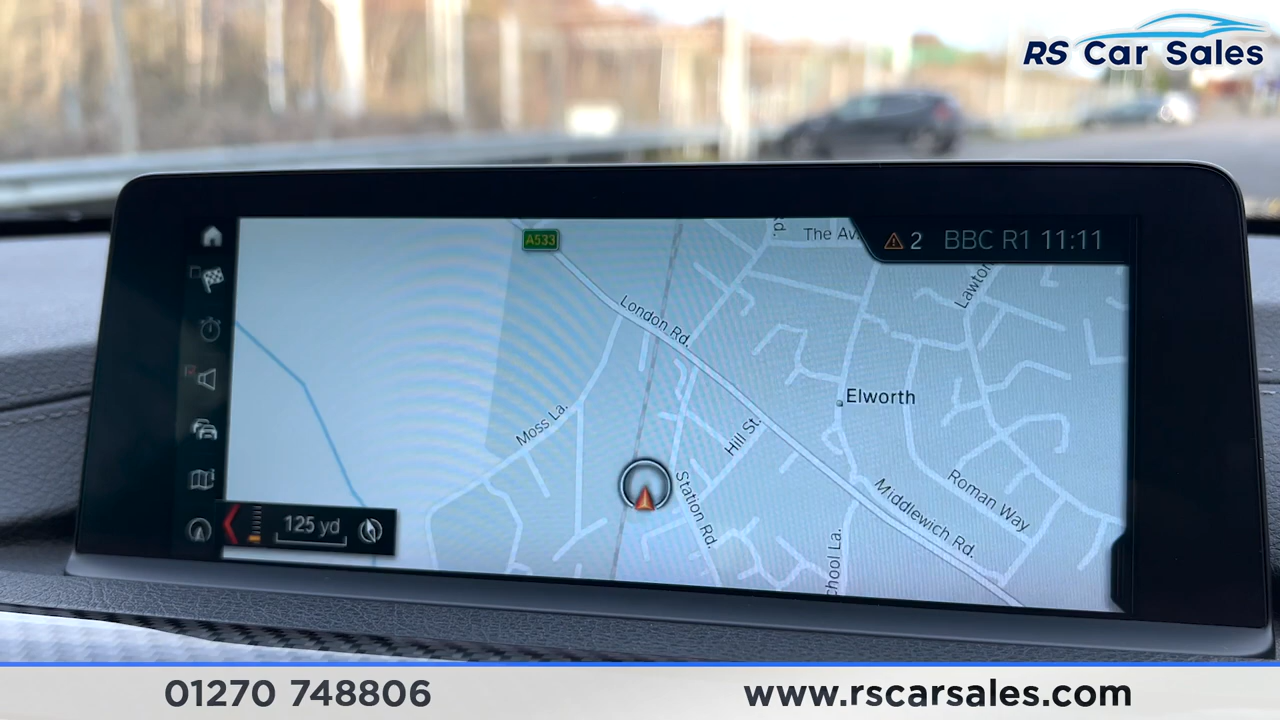 RS Car Sales
A533
The Av.
2 BBC R1 11:11
London Rd.
Lawton
Elworth
Moss La.
Hill St.
Station Rd.
Roman Way
Middlewich Rd.
chool La.
125 yd
01270 748806
www.rscarsales.com